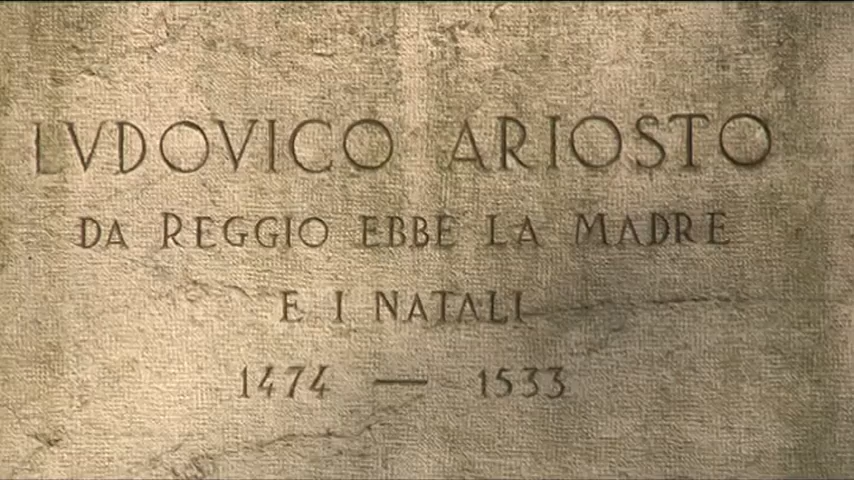 LVDOVICO ARIOSTO
DA REGGIO EBBE LA MADRE
E I NATALI
1474 — 1533